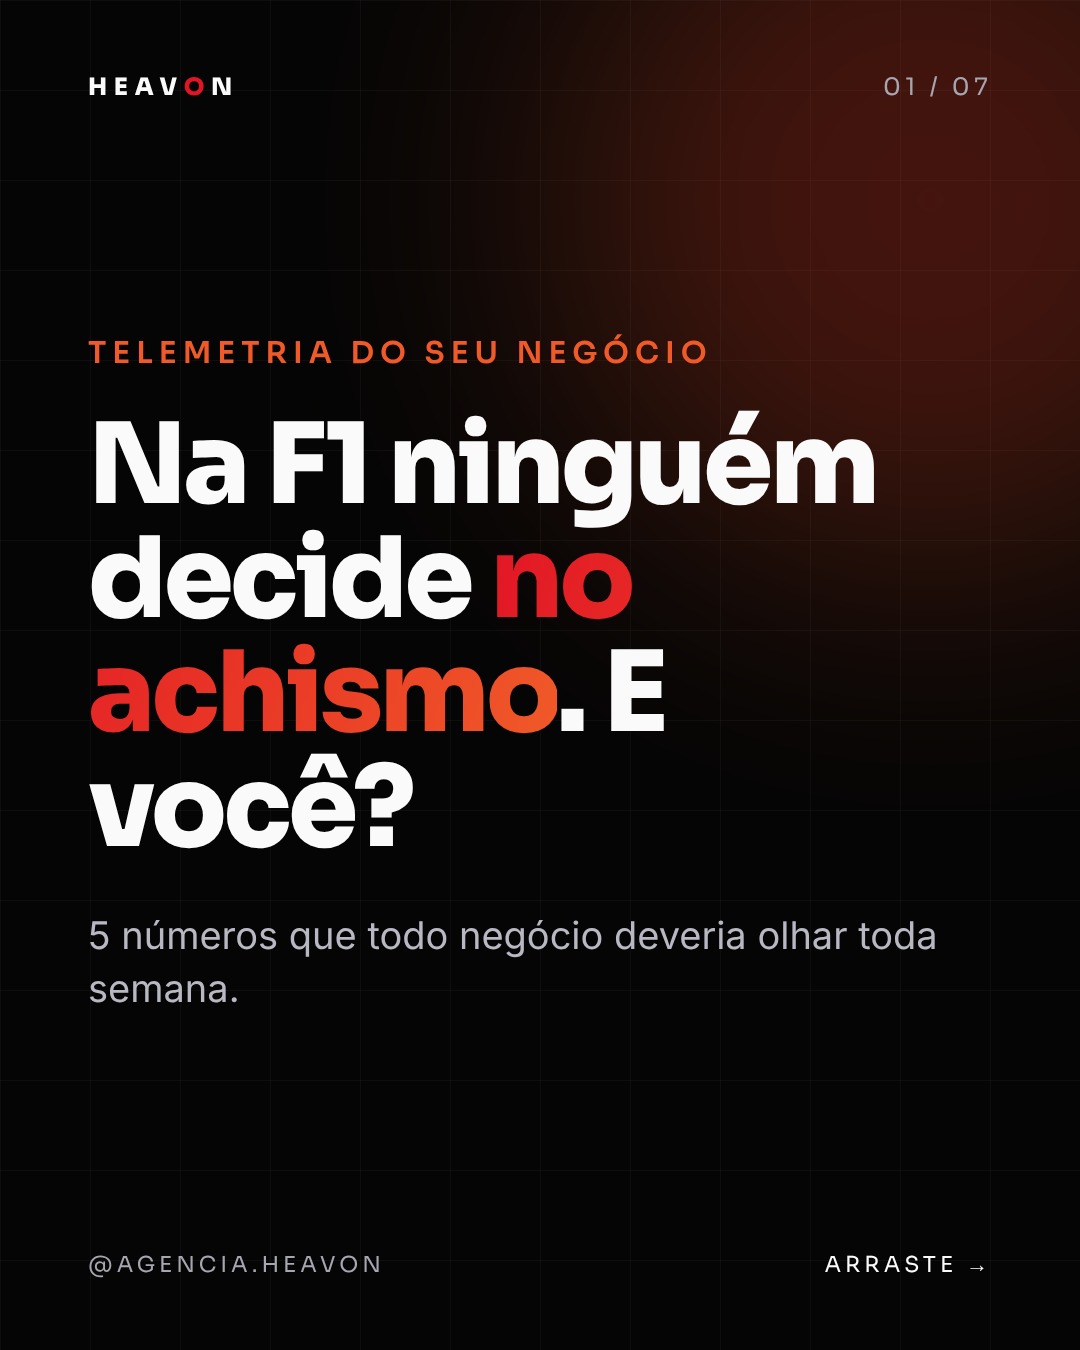 HEAVON
01 / 07
TELEMETRIA DO SEU NEGÓCIO
Na F1 ninguém
decide no
achismo. E
você?
5 números que todo negócio deveria olhar toda
semana.
@AGENCIA.HEAVON
ARRASTE →